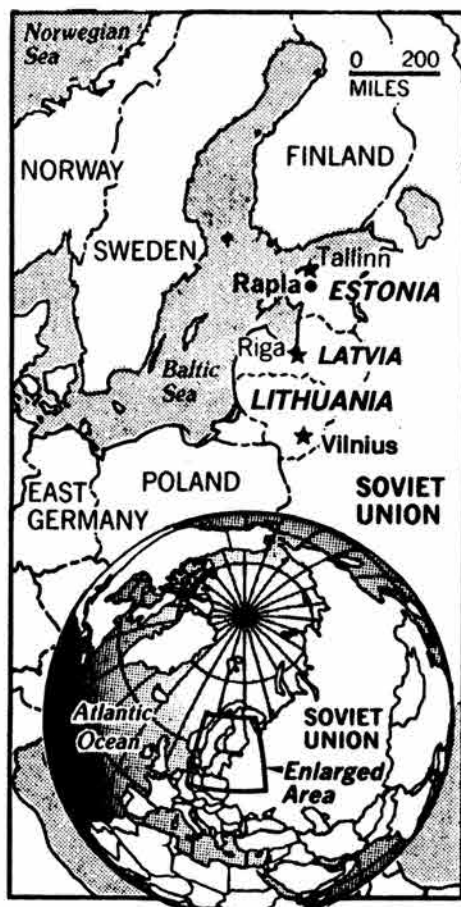 Norwegian
Sea
0 200
MILES
FINLAND
NORWAY
SWEDEN
Tallinn
Rapla
ESTONIA
Riga
LATVIA
Baltic
Sea
LITHUANIA
Vilnius
POLAND
EAST
GERMANY
SOVIET
UNION
Atlantic
Ocean
SOVIET
UNION
Enlarged
Area